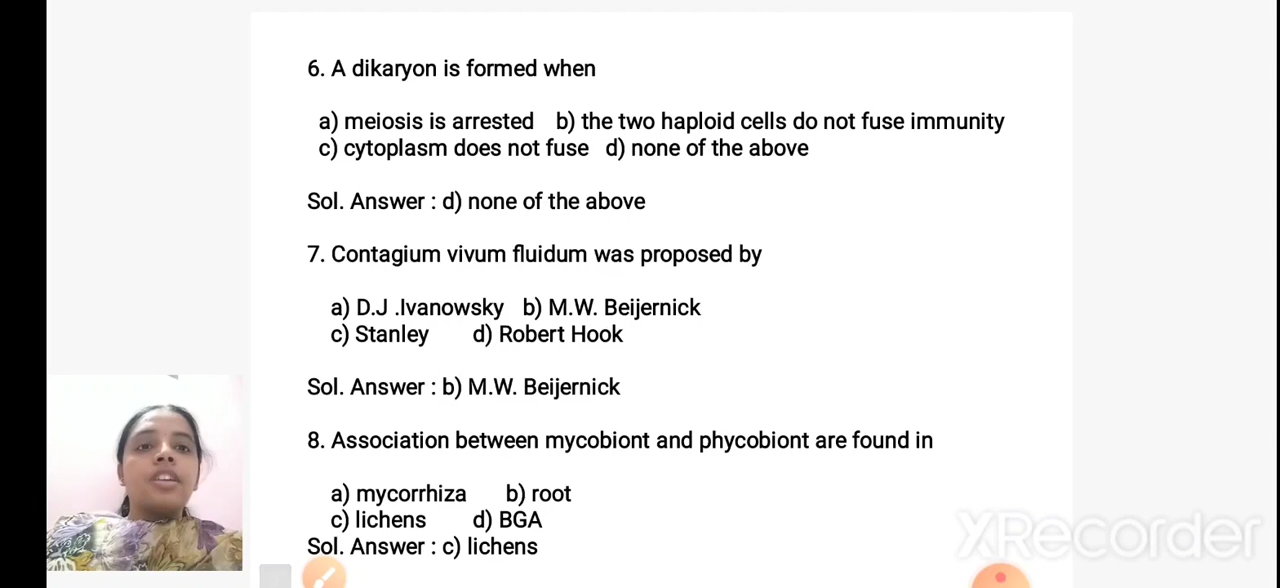 6. A dikaryon is formed when
a) meiosis is arrested b) the two haploid cells do not fuse immunity
c) cytoplasm does not fuse d) none of the above
Sol. Answer : d) none of the above
7. Contagium vivum fluidum was proposed by
a) D.J .Ivanowsky b) M.W. Beijernick
c) Stanley d) Robert Hook
Sol. Answer : b) M.W. Beijernick
8. Association between mycobiont and phycobiont are found in
a) mycorrhiza b) root
c) lichens d) BGA
Sol. Answer : c) lichens
XRecorder